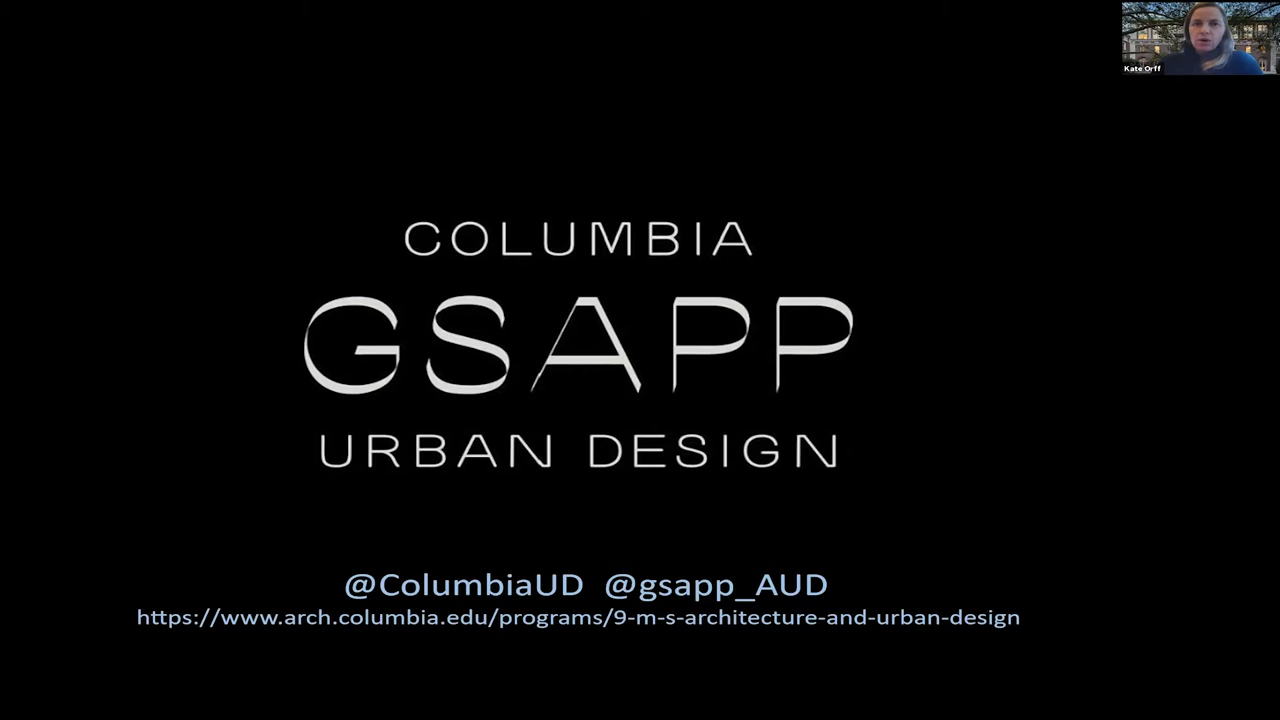 Kate Orff
COLUMBIA
GSAPP
URBAN DESIGN
@ColumbiaUD @gsapp_AUD
https://www.arch.columbia.edu/programs/9-m-s-architecture-and-urban-design